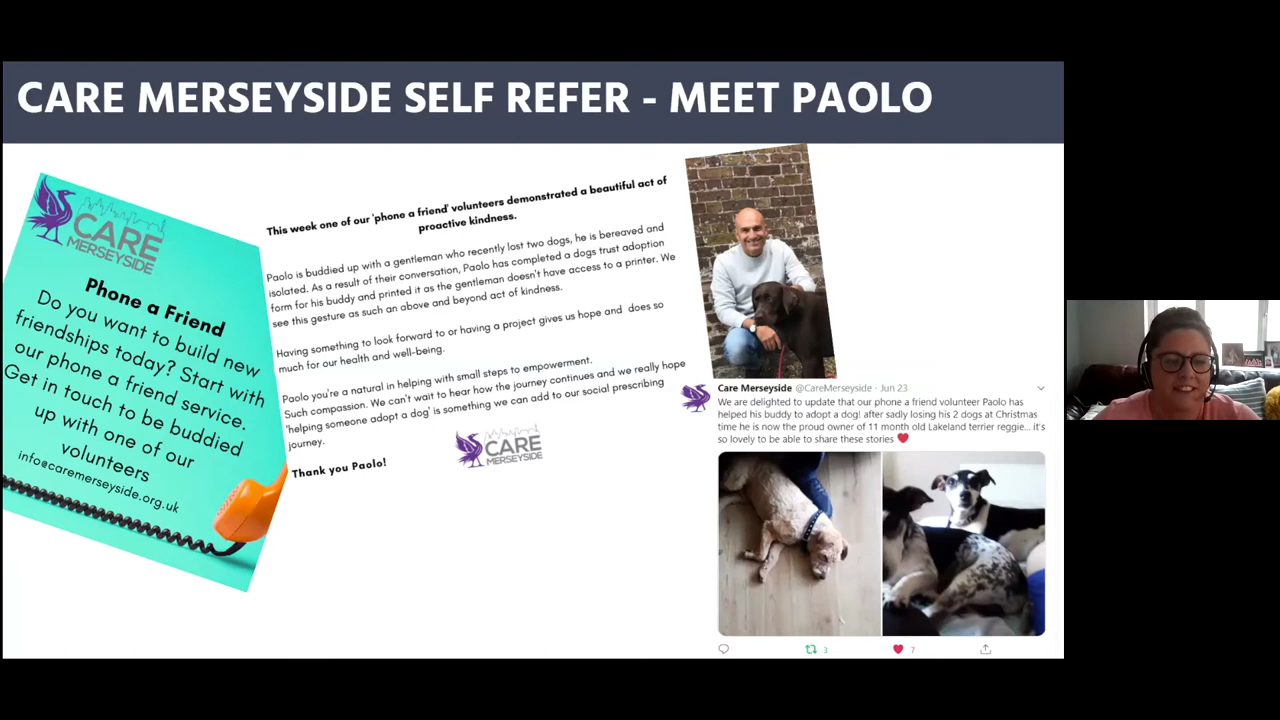 CARE MERSEYSIDE SELF REFER - MEET PAOLO
CARE
MERSEYSIDE
Phone a Friend
Do you want to build new
friendships today? Start with
our phone a friend service.
Get in touch to be buddied
up with one of our
volunteers
info@caremerseyside.org.uk
This week one of our 'phone a friend' volunteers demonstrated a beautiful act of
proactive kindness.
Paolo is buddied up with a gentleman who recently lost two dogs, he is bereaved and
isolated. As a result of their conversation, Paolo has completed a dogs trust adoption
form for his buddy and printed it as the gentleman doesn't have access to a printer. We
see this gesture as such an above and beyond act of kindness.
Having something to look forward to or having a project gives us hope and does so
much for our health and well-being.
Paolo you're a natural in helping with small steps to empowerment.
Such compassion. We can't wait to hear how the journey continues and we really hope
'helping someone adopt a dog' is something we can add to our social prescribing
journey.
Thank you Paolo!
CARE
MERSEYSIDE
Care Merseyside @CareMerseyside · Jun 23
We are delighted to update that our phone a friend volunteer Paolo has
helped his buddy to adopt a dog! after sadly losing his 2 dogs at Christmas
time he is now the proud owner of 11 month old Lakeland terrier reggie... it's
so lovely to be able to share these stories ❤
3
7